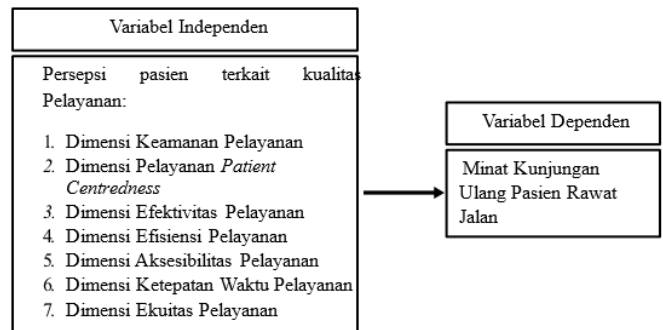 Variabel Independen
Persepsi pasien terkait kualitas
Pelayanan:
1. Dimensi Keamanan Pelayanan
2. Dimensi Pelayanan Patient
Centredness
3. Dimensi Efektivitas Pelayanan
4. Dimensi Efisiensi Pelayanan
5. Dimensi Aksesibilitas Pelayanan
6. Dimensi Ketepatan Waktu Pelayanan
7. Dimensi Ekuitas Pelayanan
Variabel Dependen
Minat Kunjungan
Ulang Pasien Rawat
Jalan